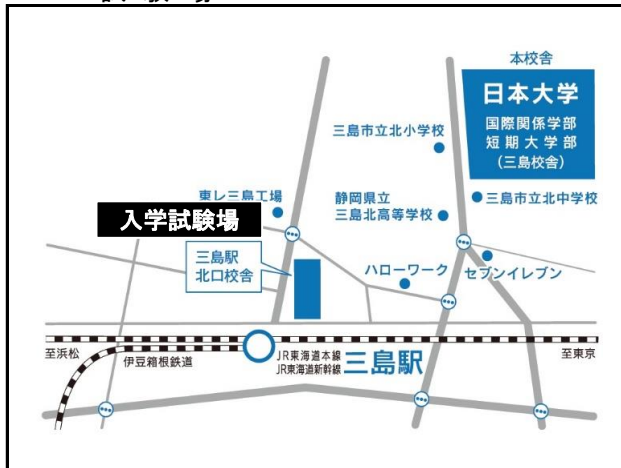 本校舎
日本大学
国際関係学部
短期大学部
(三島校舎)
三島市立北小学校
東レ三島工場
静岡県立
三島北高等学校
三島市立北中学校
入学試験場
三島駅
北口校舎
ハローワーク
セブンイレブン
至浜松
伊豆箱根鉄道
JR東海道本線
JR東海道新幹線
三島駅
至東京